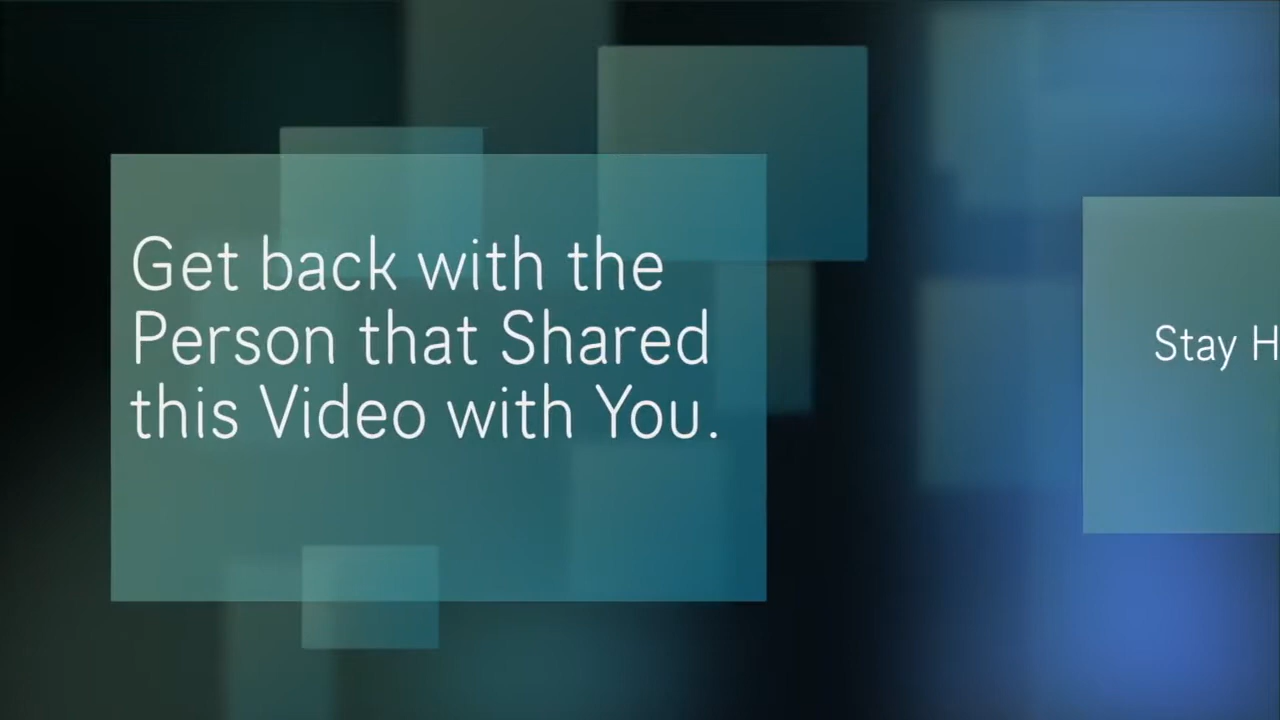 Get back with the
Person that Shared
this Video with You.
Stay H